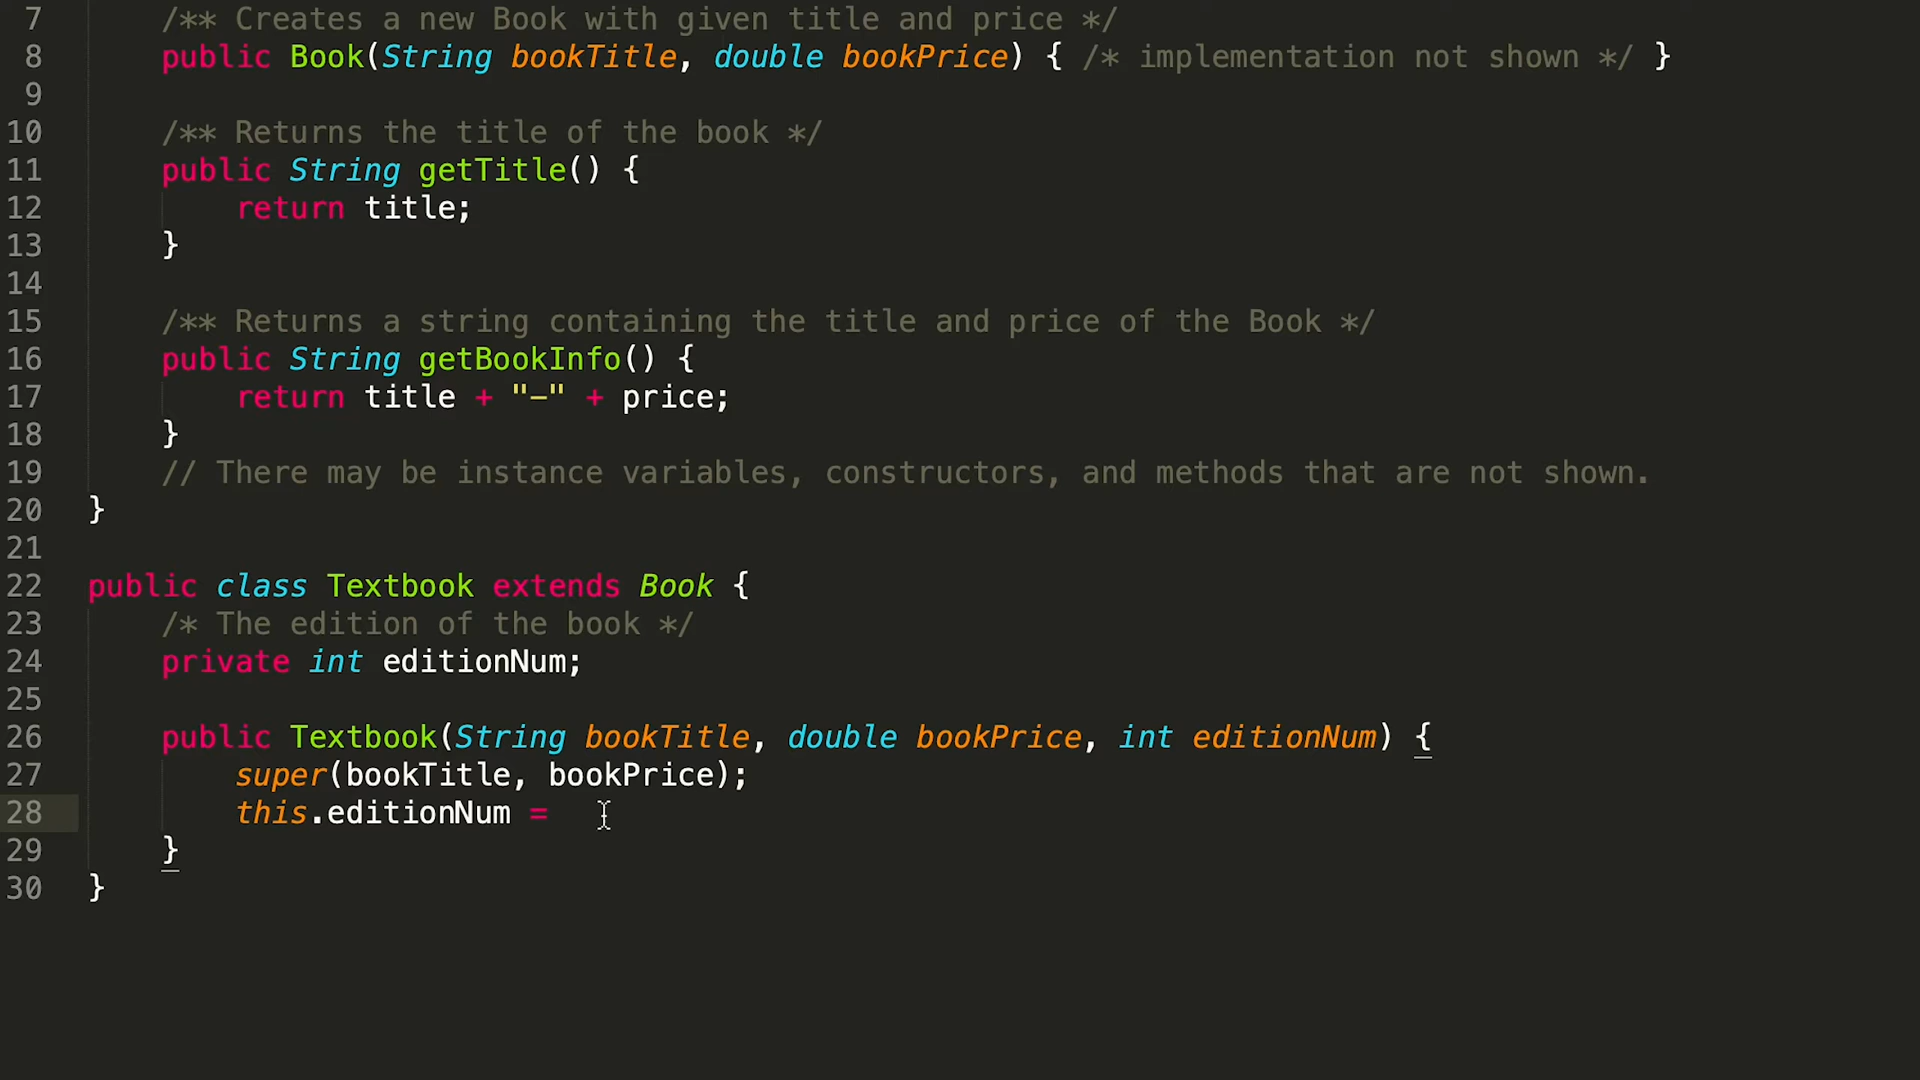 7 /** Creates a new Book with given title and price */
8 public Book(String bookTitle, double bookPrice) { /* implementation not shown */ }
9
10 /** Returns the title of the book */
11 public String getTitle() {
12 return title;
13 }
14
15 /** Returns a string containing the title and price of the Book */
16 public String getBookInfo() {
17 return title + "-" + price;
18 }
19 // There may be instance variables, constructors, and methods that are not shown.
20 }
21
22 public class Textbook extends Book {
23 /* The edition of the book */
24 private int editionNum;
25
26 public Textbook(String bookTitle, double bookPrice, int editionNum) {
27 super(bookTitle, bookPrice);
28 this.editionNum =
29 }
30 }